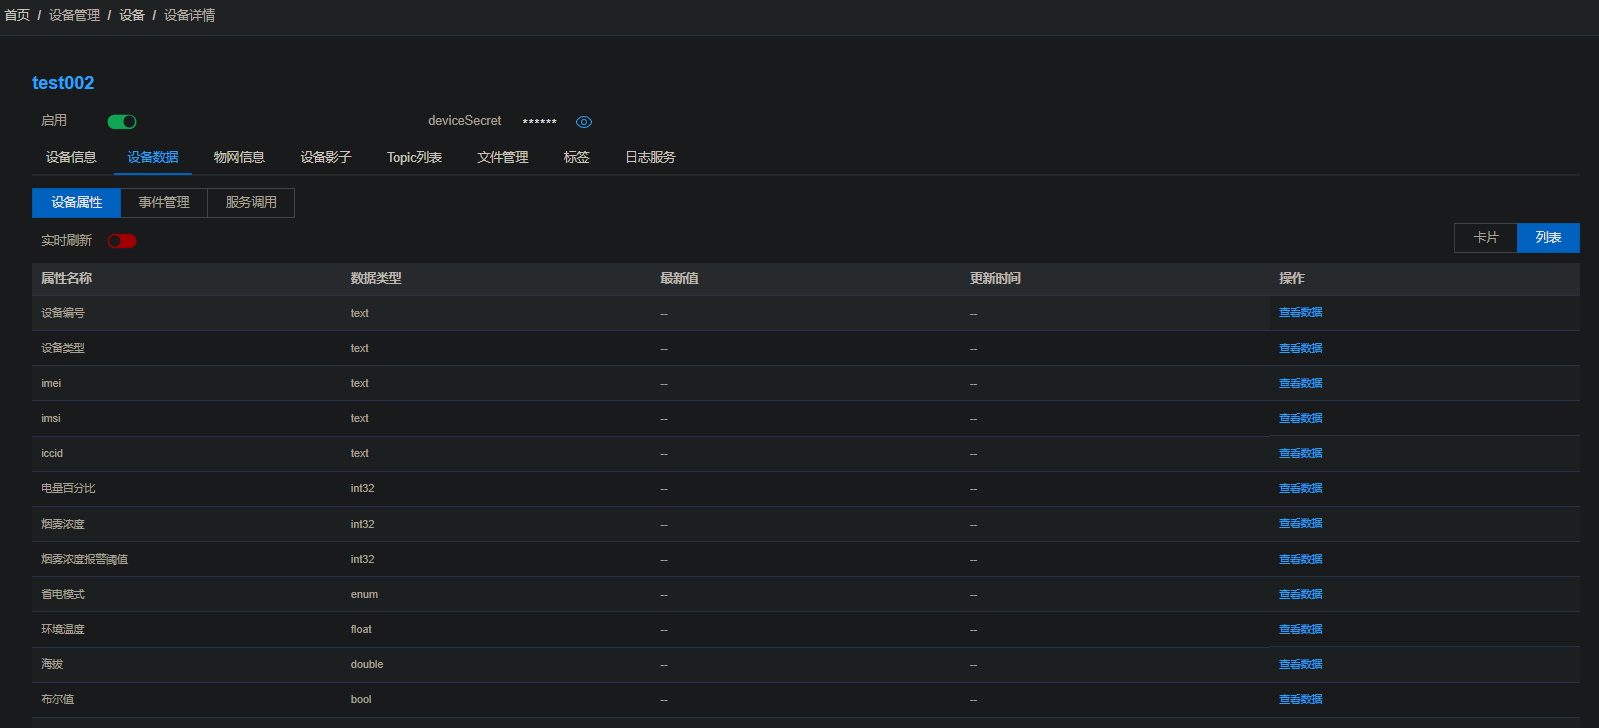 首页 / 设备管理 / 设备 / 设备详情
test002
启用 deviceSecret ******
设备信息 设备数据 物网信息 设备影子 Topic列表 文件管理 标签 日志服务
设备属性 事件管理 服务调用
实时刷新 卡片 列表
属性名称 数据类型 最新值 更新时间 操作
设备编号 text -- -- 查看数据
设备类型 text -- -- 查看数据
imei text -- -- 查看数据
imsi text -- -- 查看数据
iccid text -- -- 查看数据
电量百分比 int32 -- -- 查看数据
烟雾浓度 int32 -- -- 查看数据
烟雾浓度报警阈值 int32 -- -- 查看数据
省电模式 enum -- -- 查看数据
环境温度 float -- -- 查看数据
海拔 double -- -- 查看数据
布尔值 bool -- -- 查看数据